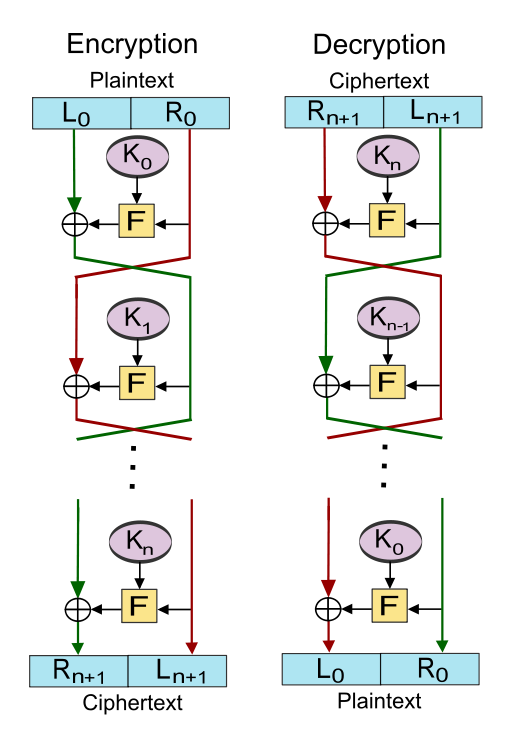 Encryption
Plaintext
L0 R0
K0
F
K1
F
Kn
F
Rn+1 Ln+1
Ciphertext
Decryption
Ciphertext
Rn+1 Ln+1
Kn
F
Kn-1
F
K0
F
L0 R0
Plaintext